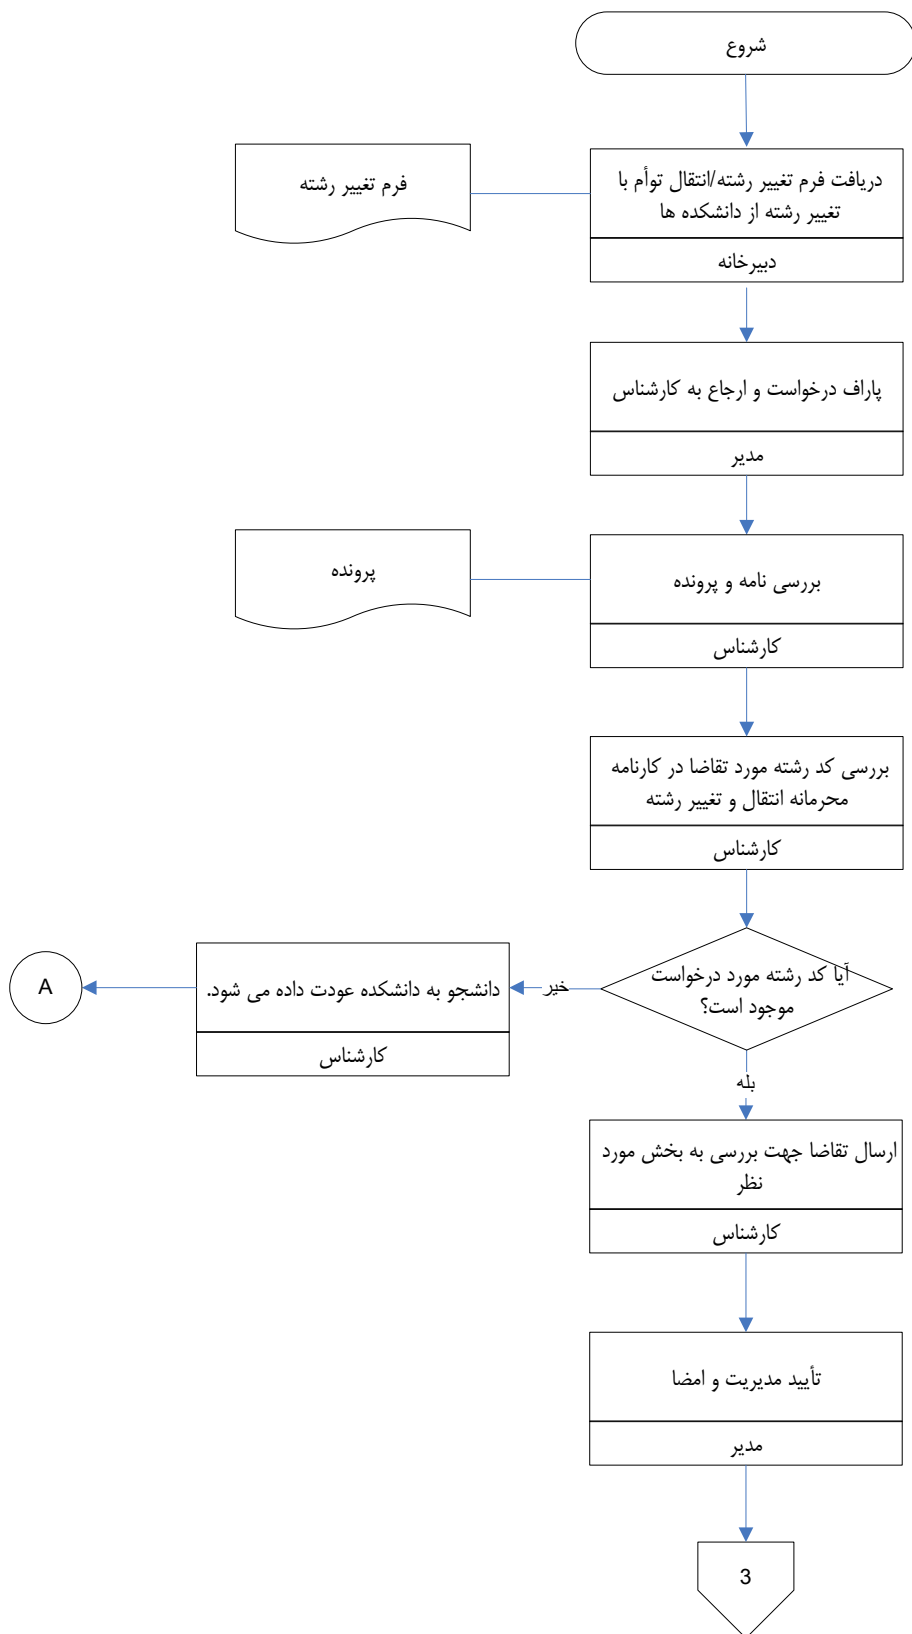 شروع
دریافت فرم تغییر رشته/انتقال توأم با
تغییر رشته از دانشکده ها
دبیرخانه
فرم تغییر رشته
پاراف درخواست و ارجاع به کارشناس
مدیر
بررسی نامه و پرونده
کارشناس
پرونده
بررسی کد رشته مورد تقاضا در کارنامه
محرمانه انتقال و تغییر رشته
کارشناس
آیا کد رشته مورد درخواست
موجود است؟
خیر
دانشجو به دانشکده عودت داده می شود.
کارشناس
A
بله
ارسال تقاضا جهت بررسی به بخش مورد
نظر
کارشناس
تأیید مدیریت و امضا
مدیر
3